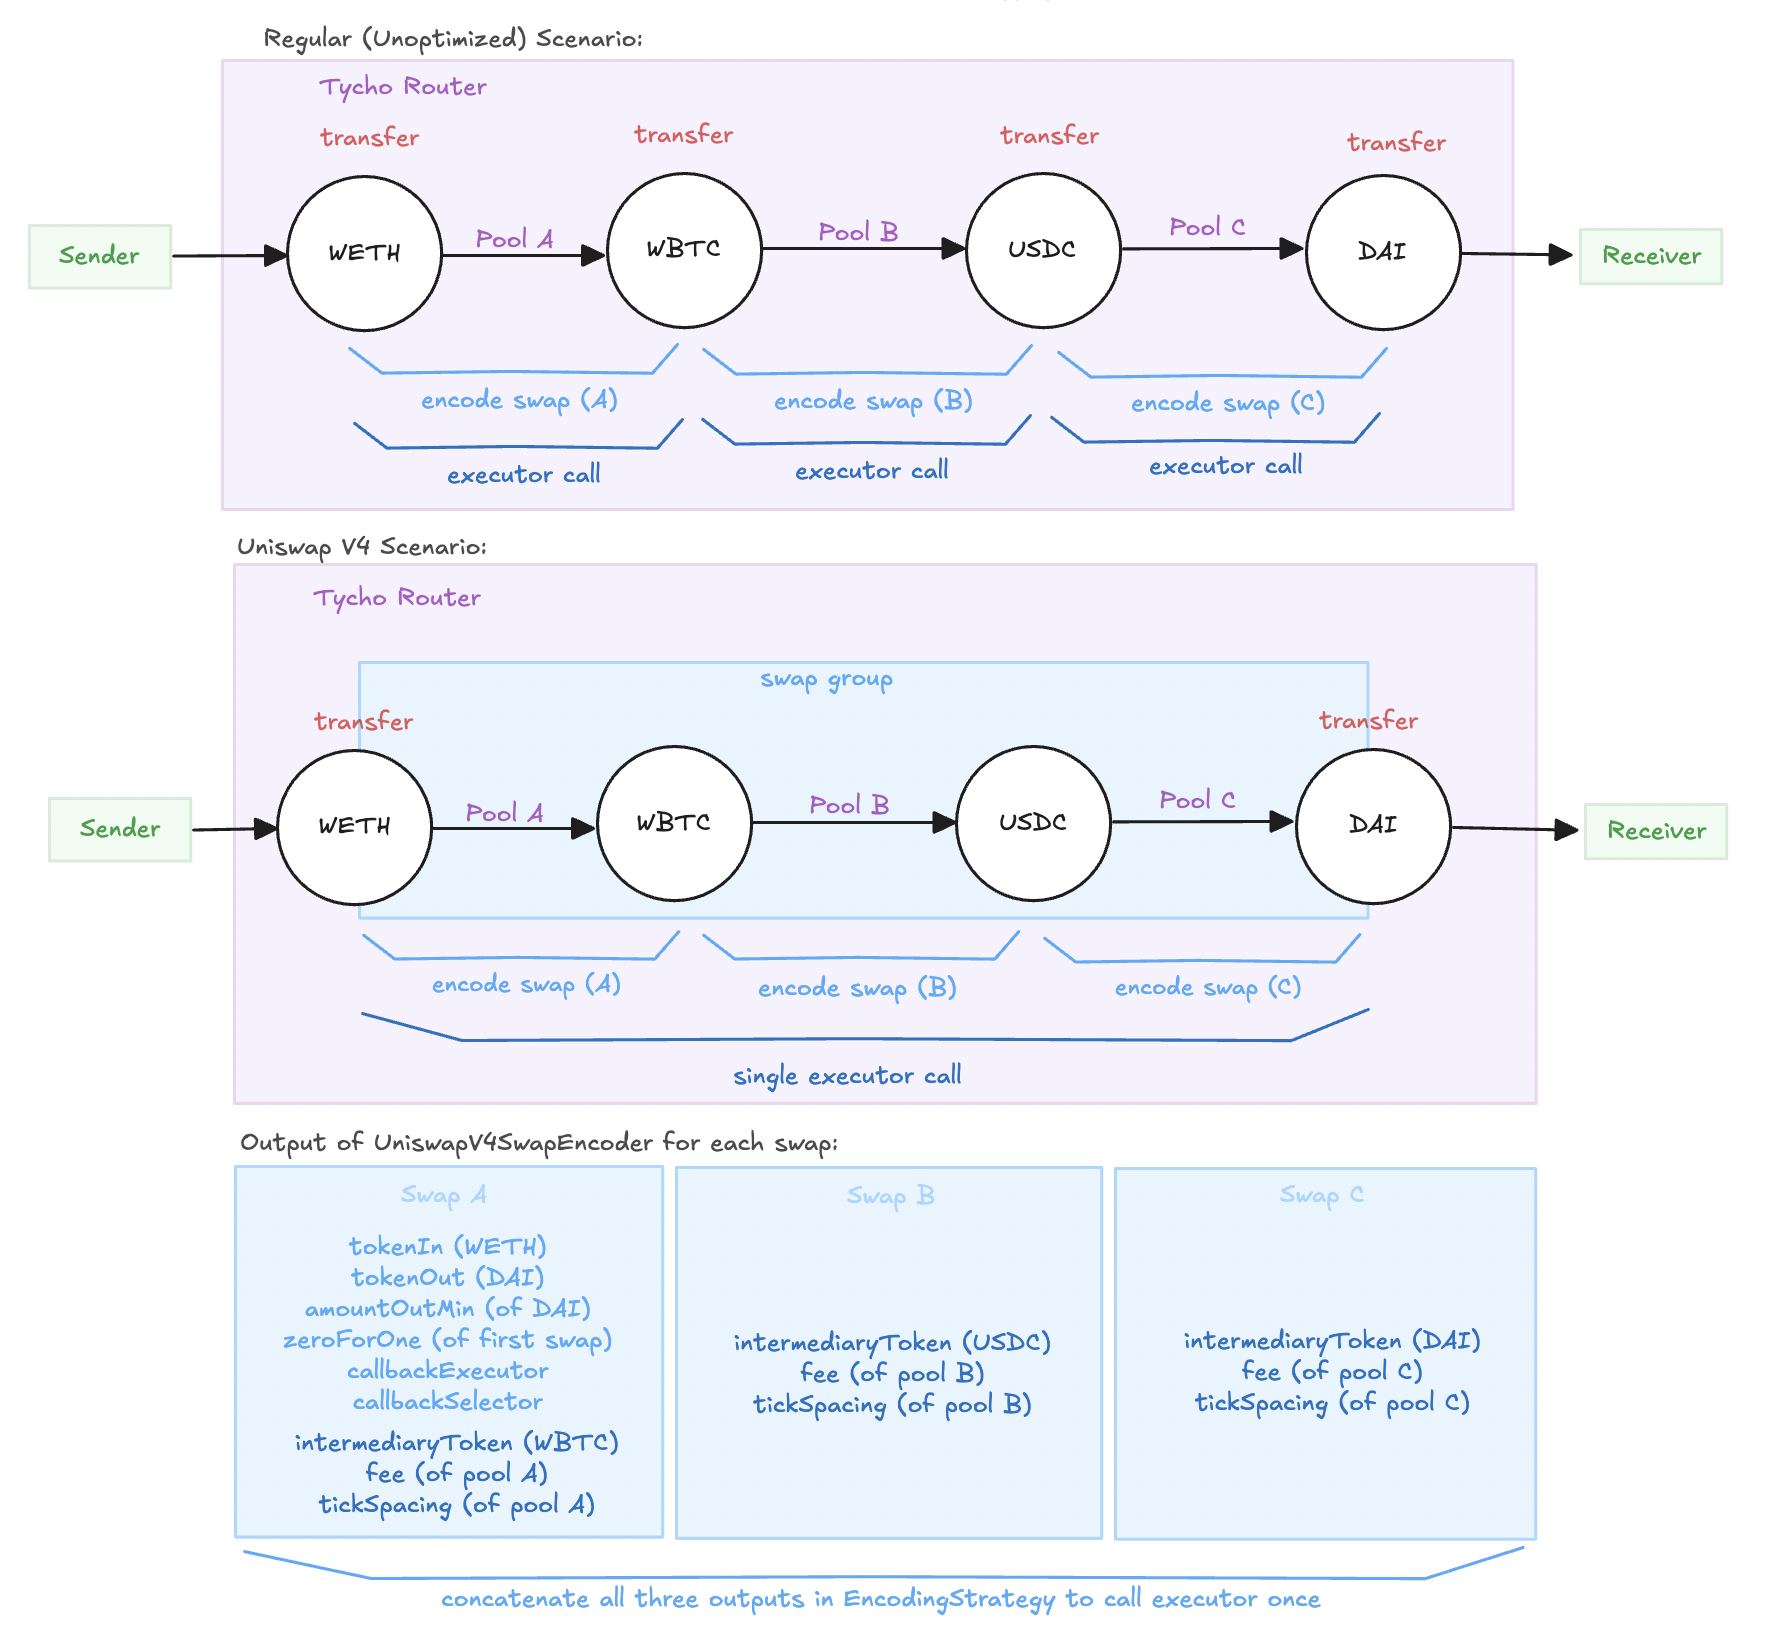 Regular (Unoptimized) Scenario:
Tycho Router
transfer
transfer
transfer
transfer
Sender
WETH
Pool A
WBTC
Pool B
USDC
Pool C
DAI
Receiver
encode swap (A)
encode swap (B)
encode swap (C)
executor call
executor call
executor call
Uniswap V4 Scenario:
Tycho Router
swap group
transfer
transfer
Sender
WETH
Pool A
WBTC
Pool B
USDC
Pool C
DAI
Receiver
encode swap (A)
encode swap (B)
encode swap (C)
single executor call
Output of UniswapV4SwapEncoder for each swap:
Swap A
tokenIn (WETH)
tokenOut (DAI)
amountOutMin (of DAI)
zeroForOne (of first swap)
callbackExecutor
callbackSelector
intermediaryToken (WBTC)
fee (of pool A)
tickSpacing (of pool A)
Swap B
intermediaryToken (USDC)
fee (of pool B)
tickSpacing (of pool B)
Swap C
intermediaryToken (DAI)
fee (of pool C)
tickSpacing (of pool C)
concatenate all three outputs in EncodingStrategy to call executor once